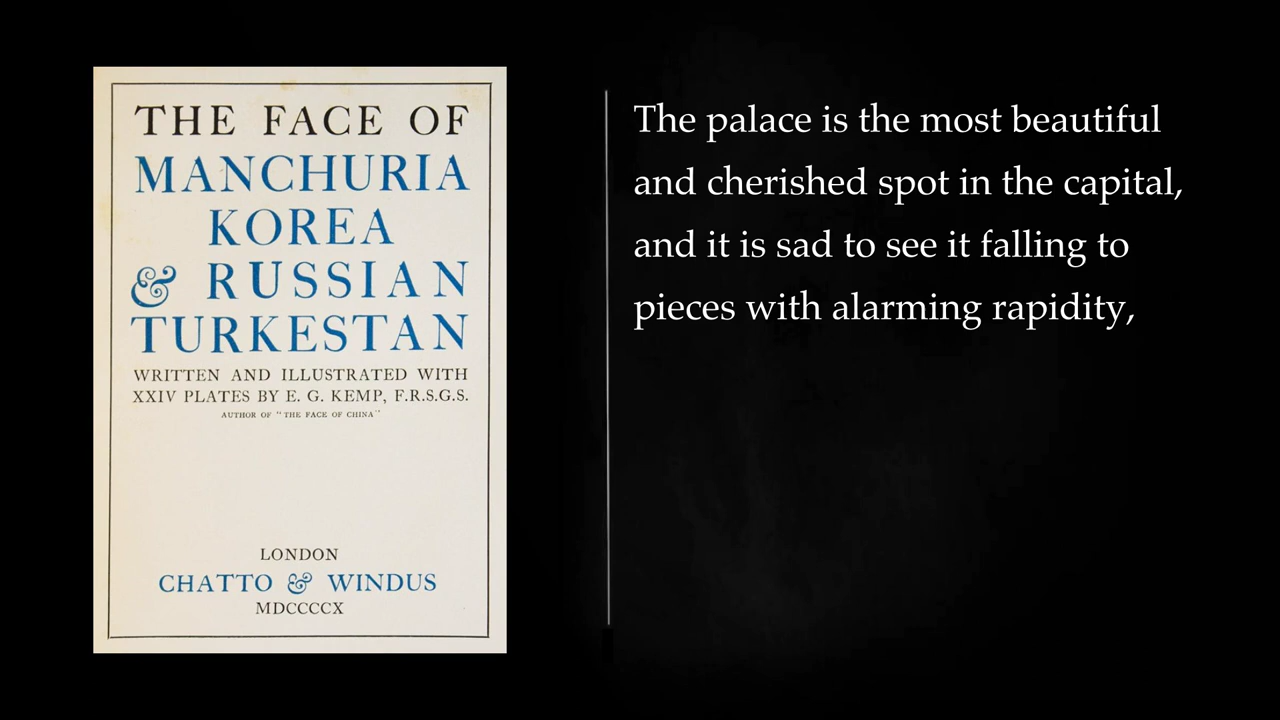 THE FACE OF
MANCHURIA
KOREA
& RUSSIAN
TURKESTAN
WRITTEN AND ILLUSTRATED WITH
XXIV PLATES BY E. G. KEMP, F.R.S.G.S.
AUTHOR OF "THE FACE OF CHINA"
LONDON
CHATTO & WINDUS
MDCCCCX
The palace is the most beautiful
and cherished spot in the capital,
and it is sad to see it falling to
pieces with alarming rapidity,